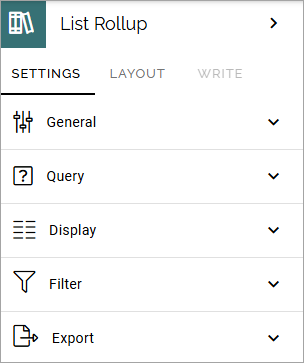 List Rollup
SETTINGS LAYOUT WRITE
General
Query
Display
Filter
Export